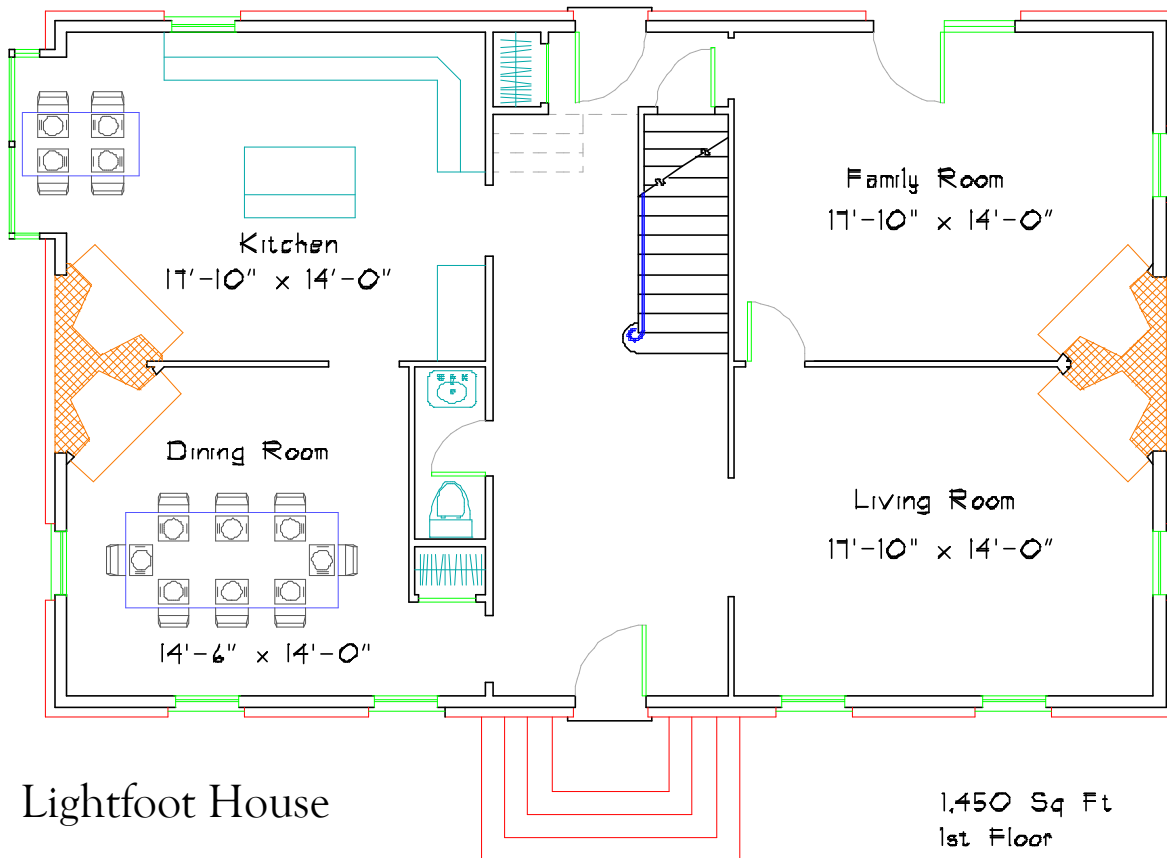 Family Room
17'-10" x 14'-0"
Kitchen
17'-10" x 14'-0"
Dining Room
14'-6" x 14'-0"
Living Room
17'-10" x 14'-0"
Lightfoot House
1,450 Sq Ft
1st Floor